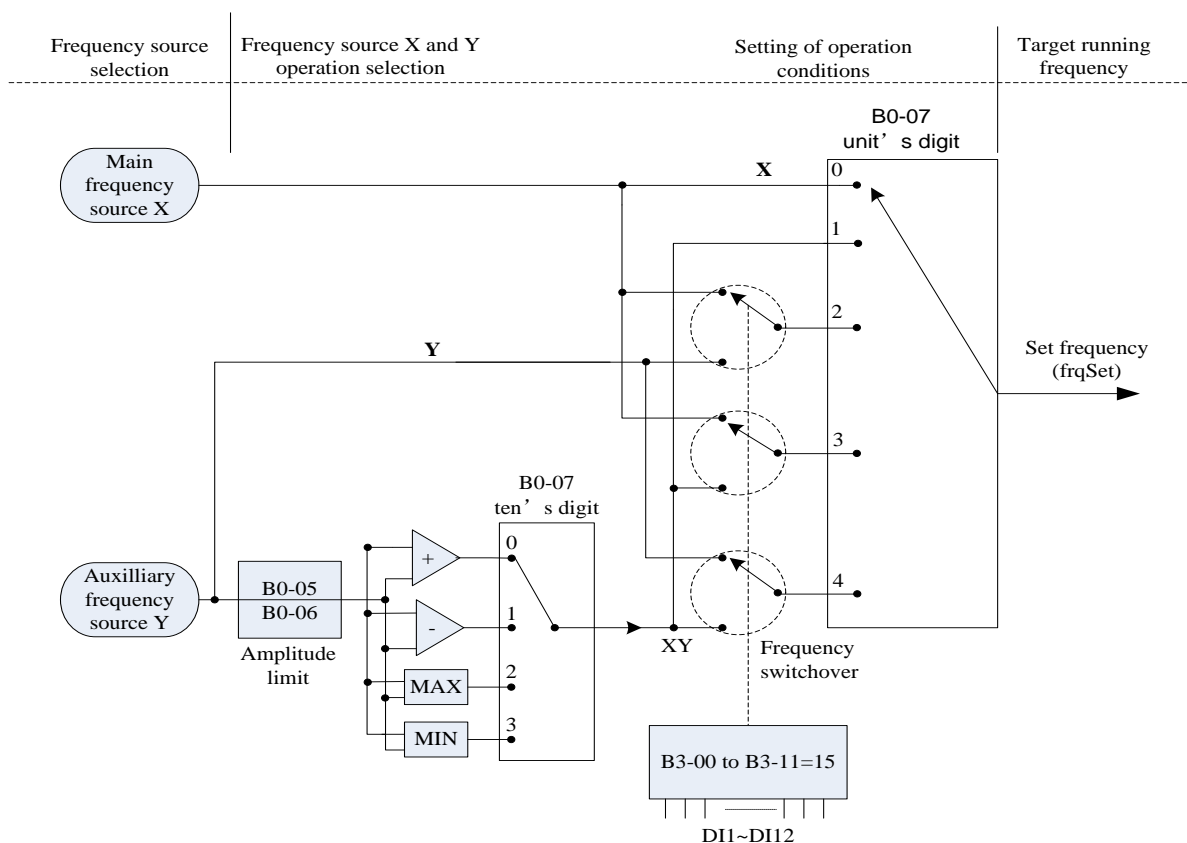 Frequency source
selection
Frequency source X and Y
operation selection
Setting of operation
conditions
Target running
frequency
B0-07
unit’s digit
Main
frequency
source X
X
0
1
2
Y
Set frequency
(frqSet)
3
B0-07
ten’s digit
0
+
4
Auxilliary
frequency
source Y
B0-05
B0-06
1
-
XY
Amplitude
limit
Frequency
switchover
MAX
2
MIN
3
B3-00 to B3-11=15
DI1~DI12